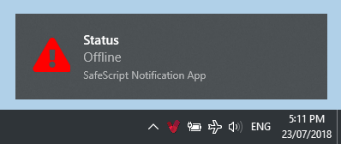 Status
Offline
SafeScript Notification App
ENG
5:11 PM
23/07/2018